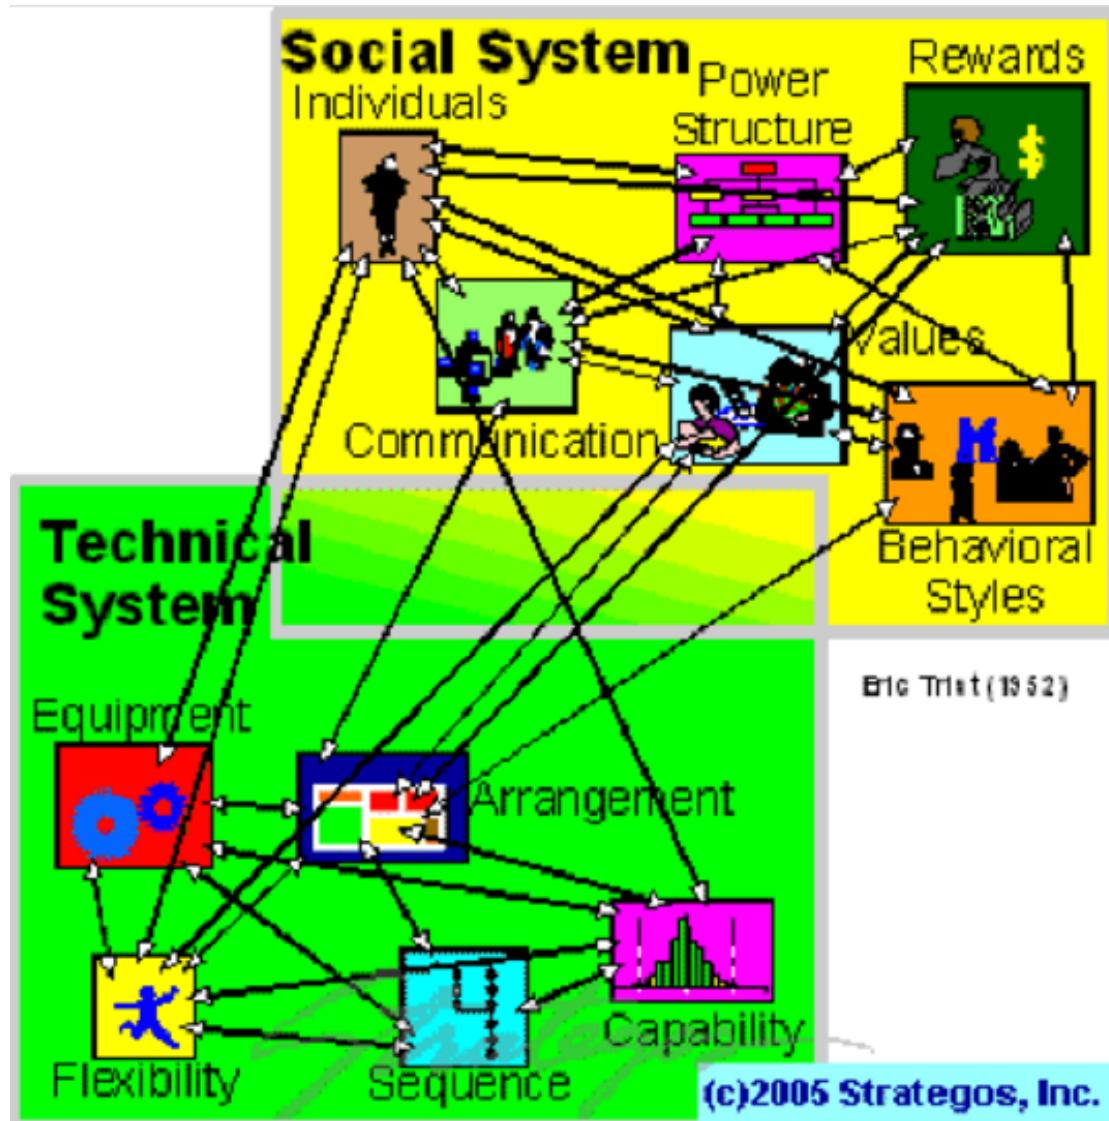 Social System
Individuals
Power
Structure
Rewards
$
Values
Communication
Behavioral
Styles
Technical
System
Eric Trist (1952)
Equipment
Arrangement
Capability
Flexibility
Sequence
(c)2005 Strategos, Inc.